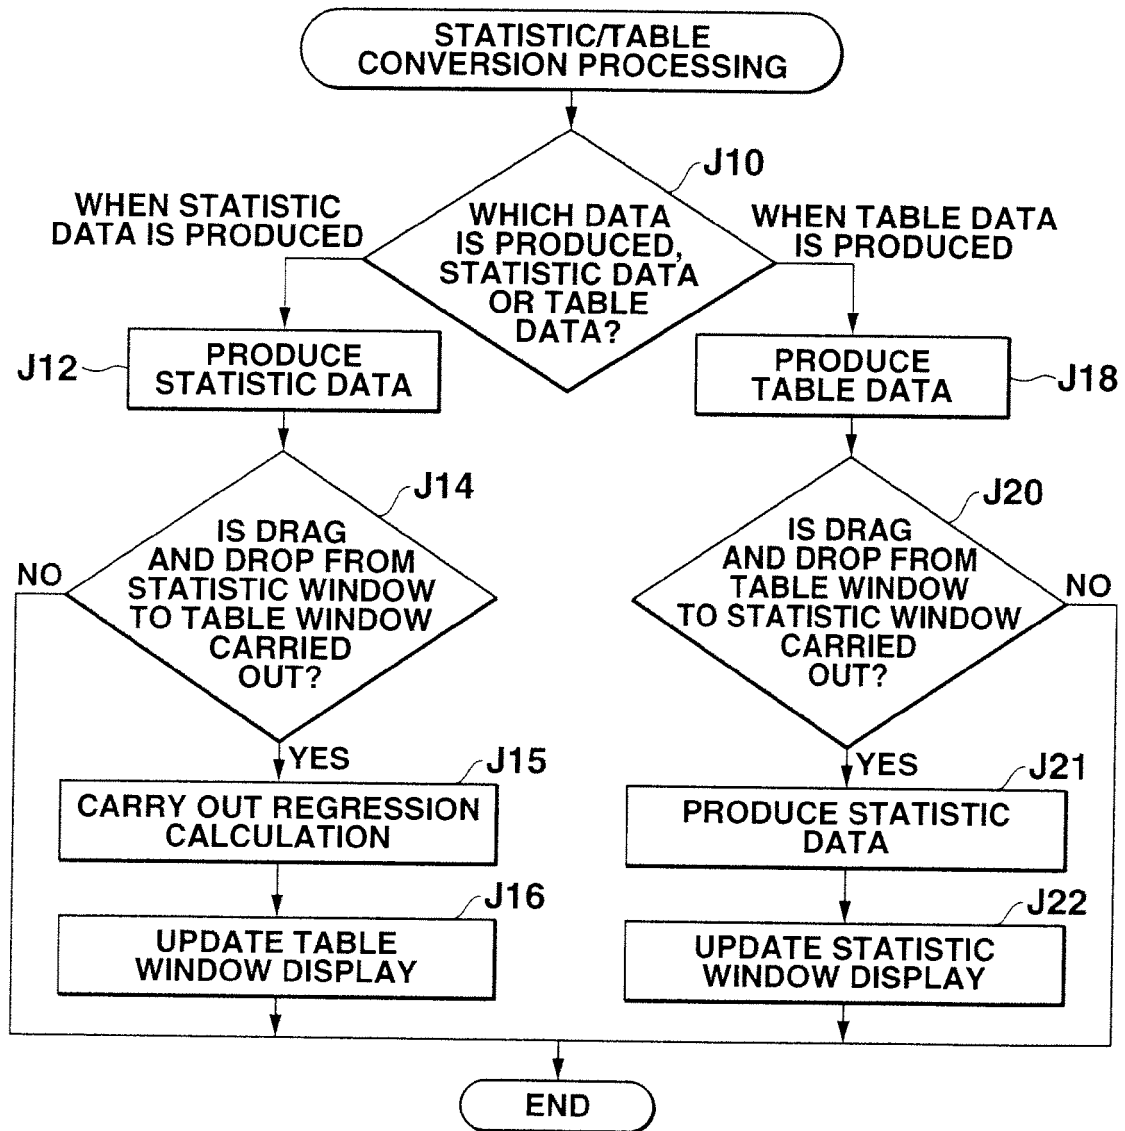 STATISTIC/TABLE
CONVERSION PROCESSING
J10
WHICH DATA
IS PRODUCED,
STATISTIC DATA
OR TABLE
DATA?
WHEN STATISTIC
DATA IS PRODUCED
WHEN TABLE DATA
IS PRODUCED
J12
PRODUCE
STATISTIC DATA
PRODUCE
TABLE DATA
J18
J14
IS DRAG
AND DROP FROM
STATISTIC WINDOW
TO TABLE WINDOW
CARRIED
OUT?
NO
J20
IS DRAG
AND DROP FROM
TABLE WINDOW
TO STATISTIC WINDOW
CARRIED
OUT?
NO
YES
J15
CARRY OUT REGRESSION
CALCULATION
YES
J21
PRODUCE STATISTIC
DATA
J16
UPDATE TABLE
WINDOW DISPLAY
J22
UPDATE STATISTIC
WINDOW DISPLAY
END